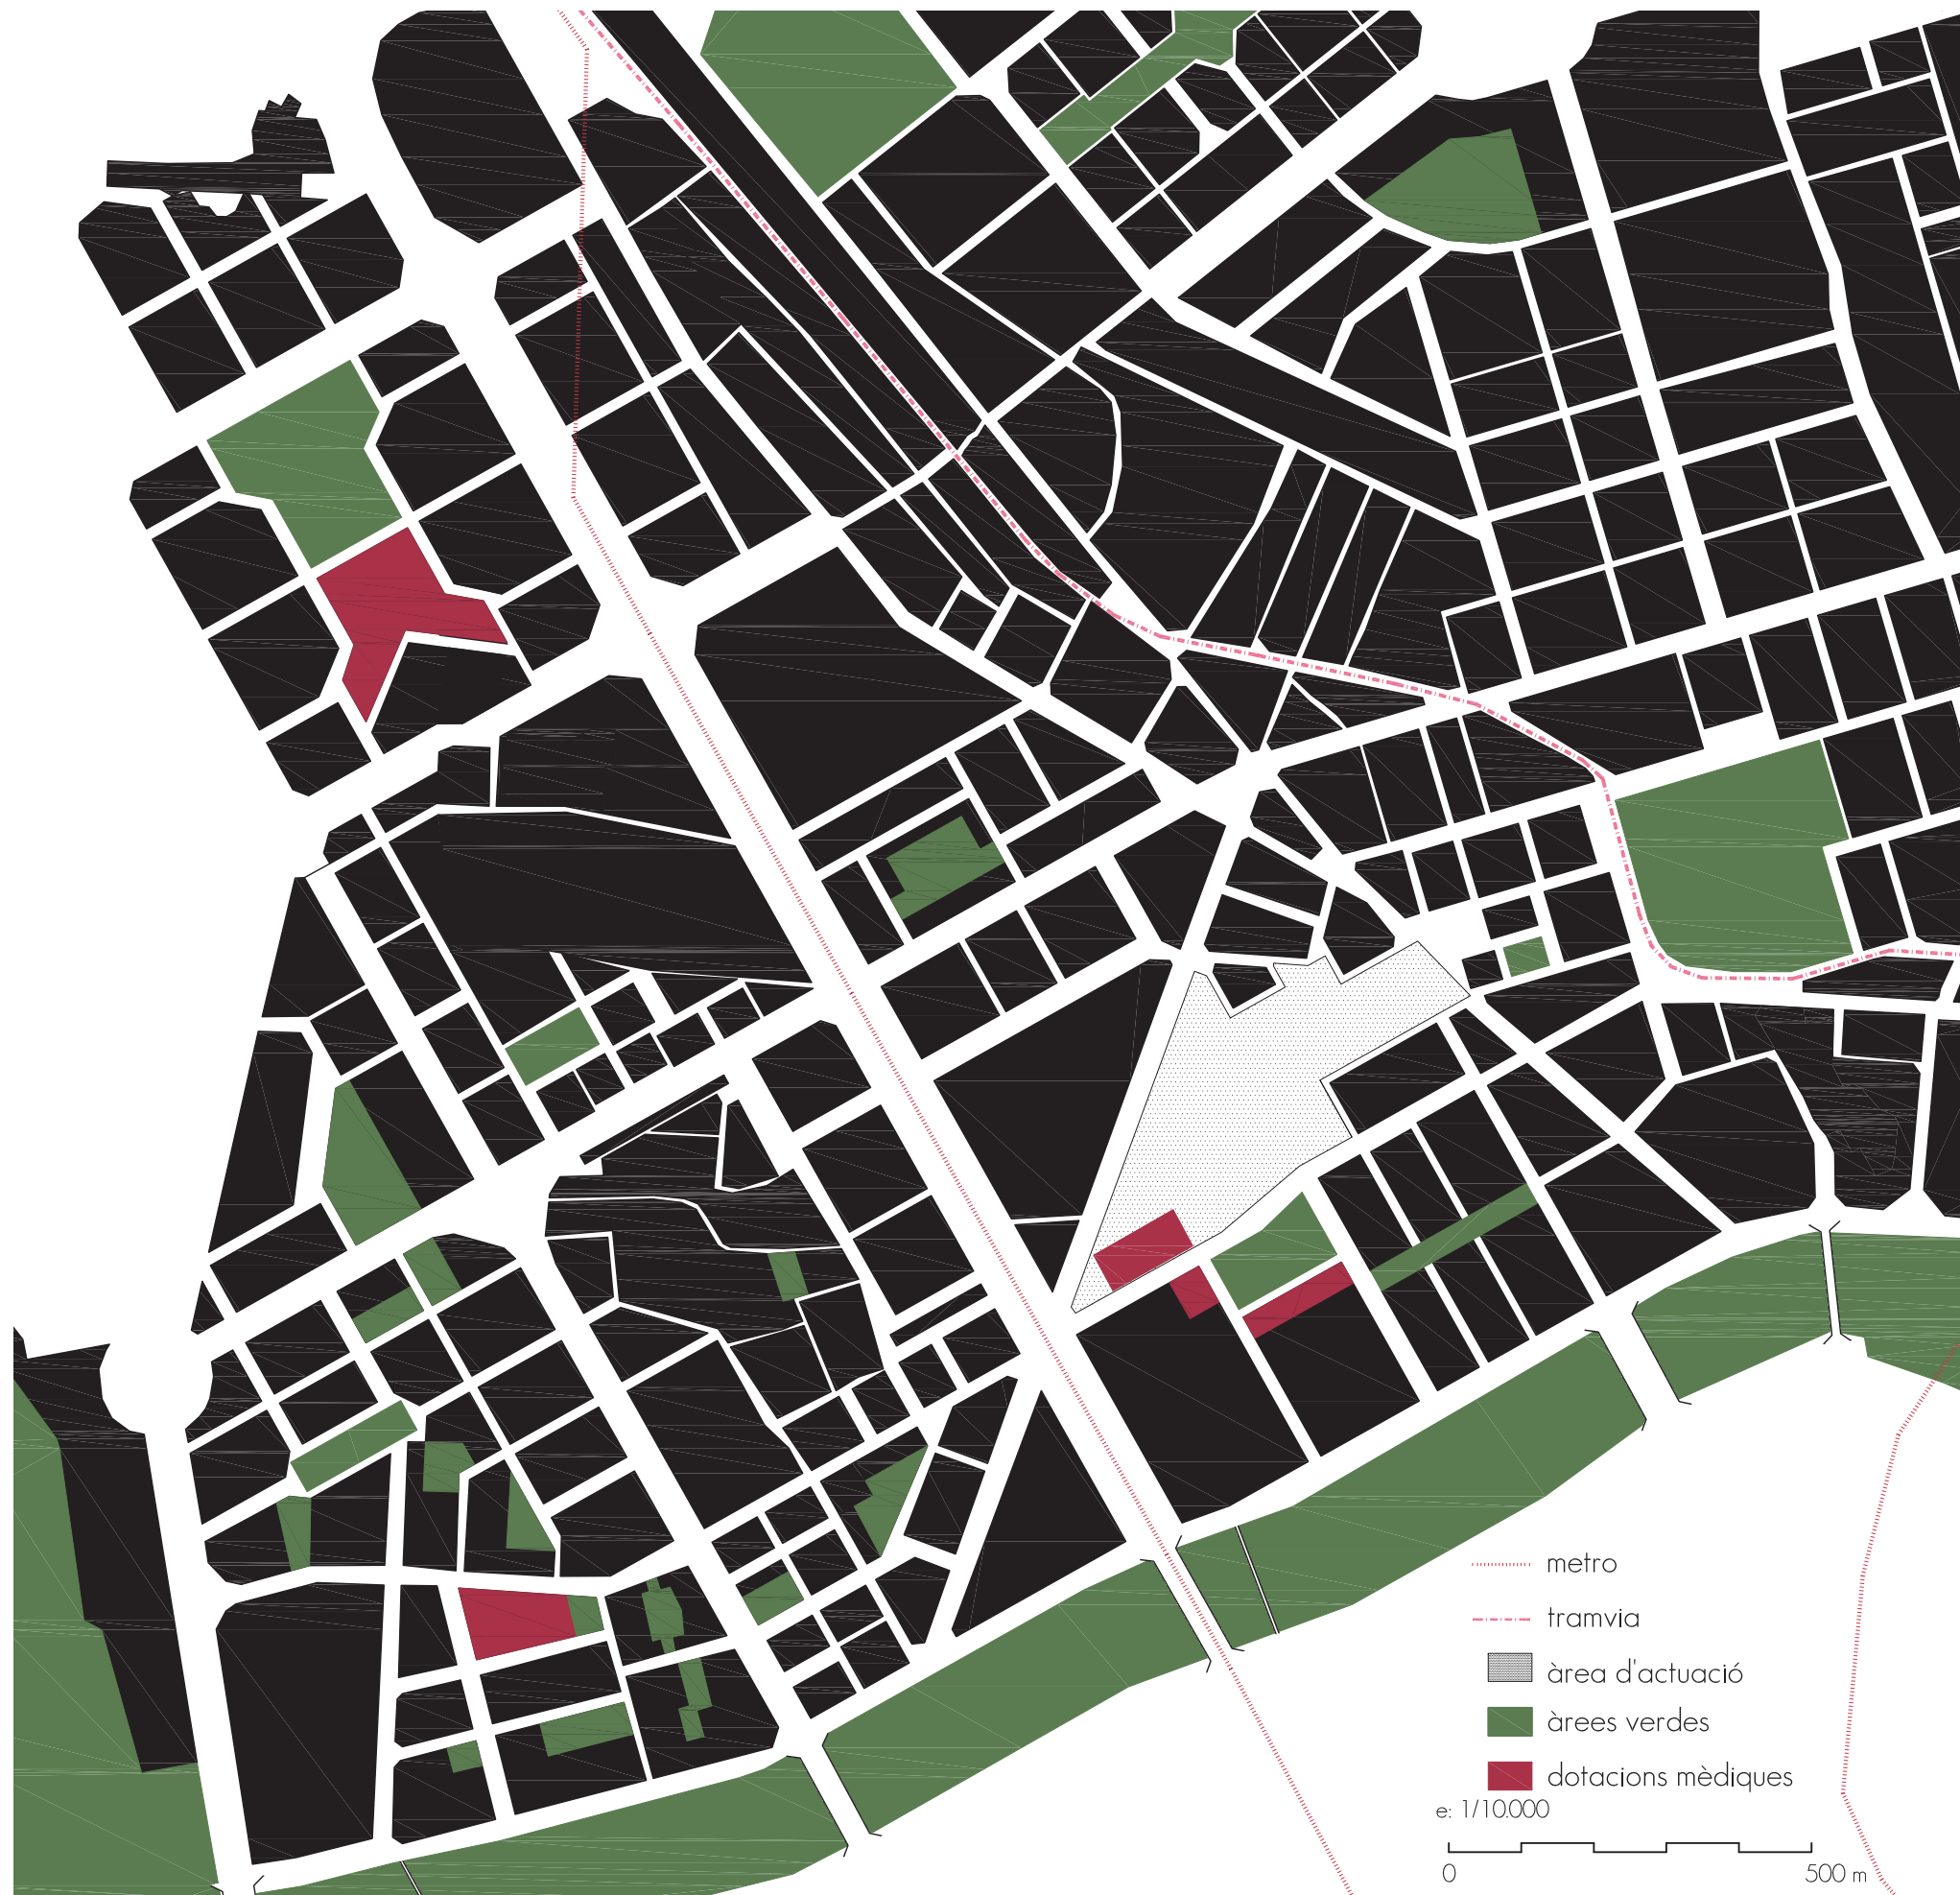 metro
tramvia
àrea d'actuació
àrees verdes
dotacions mèdiques
e: 1/10.000
0 500 m